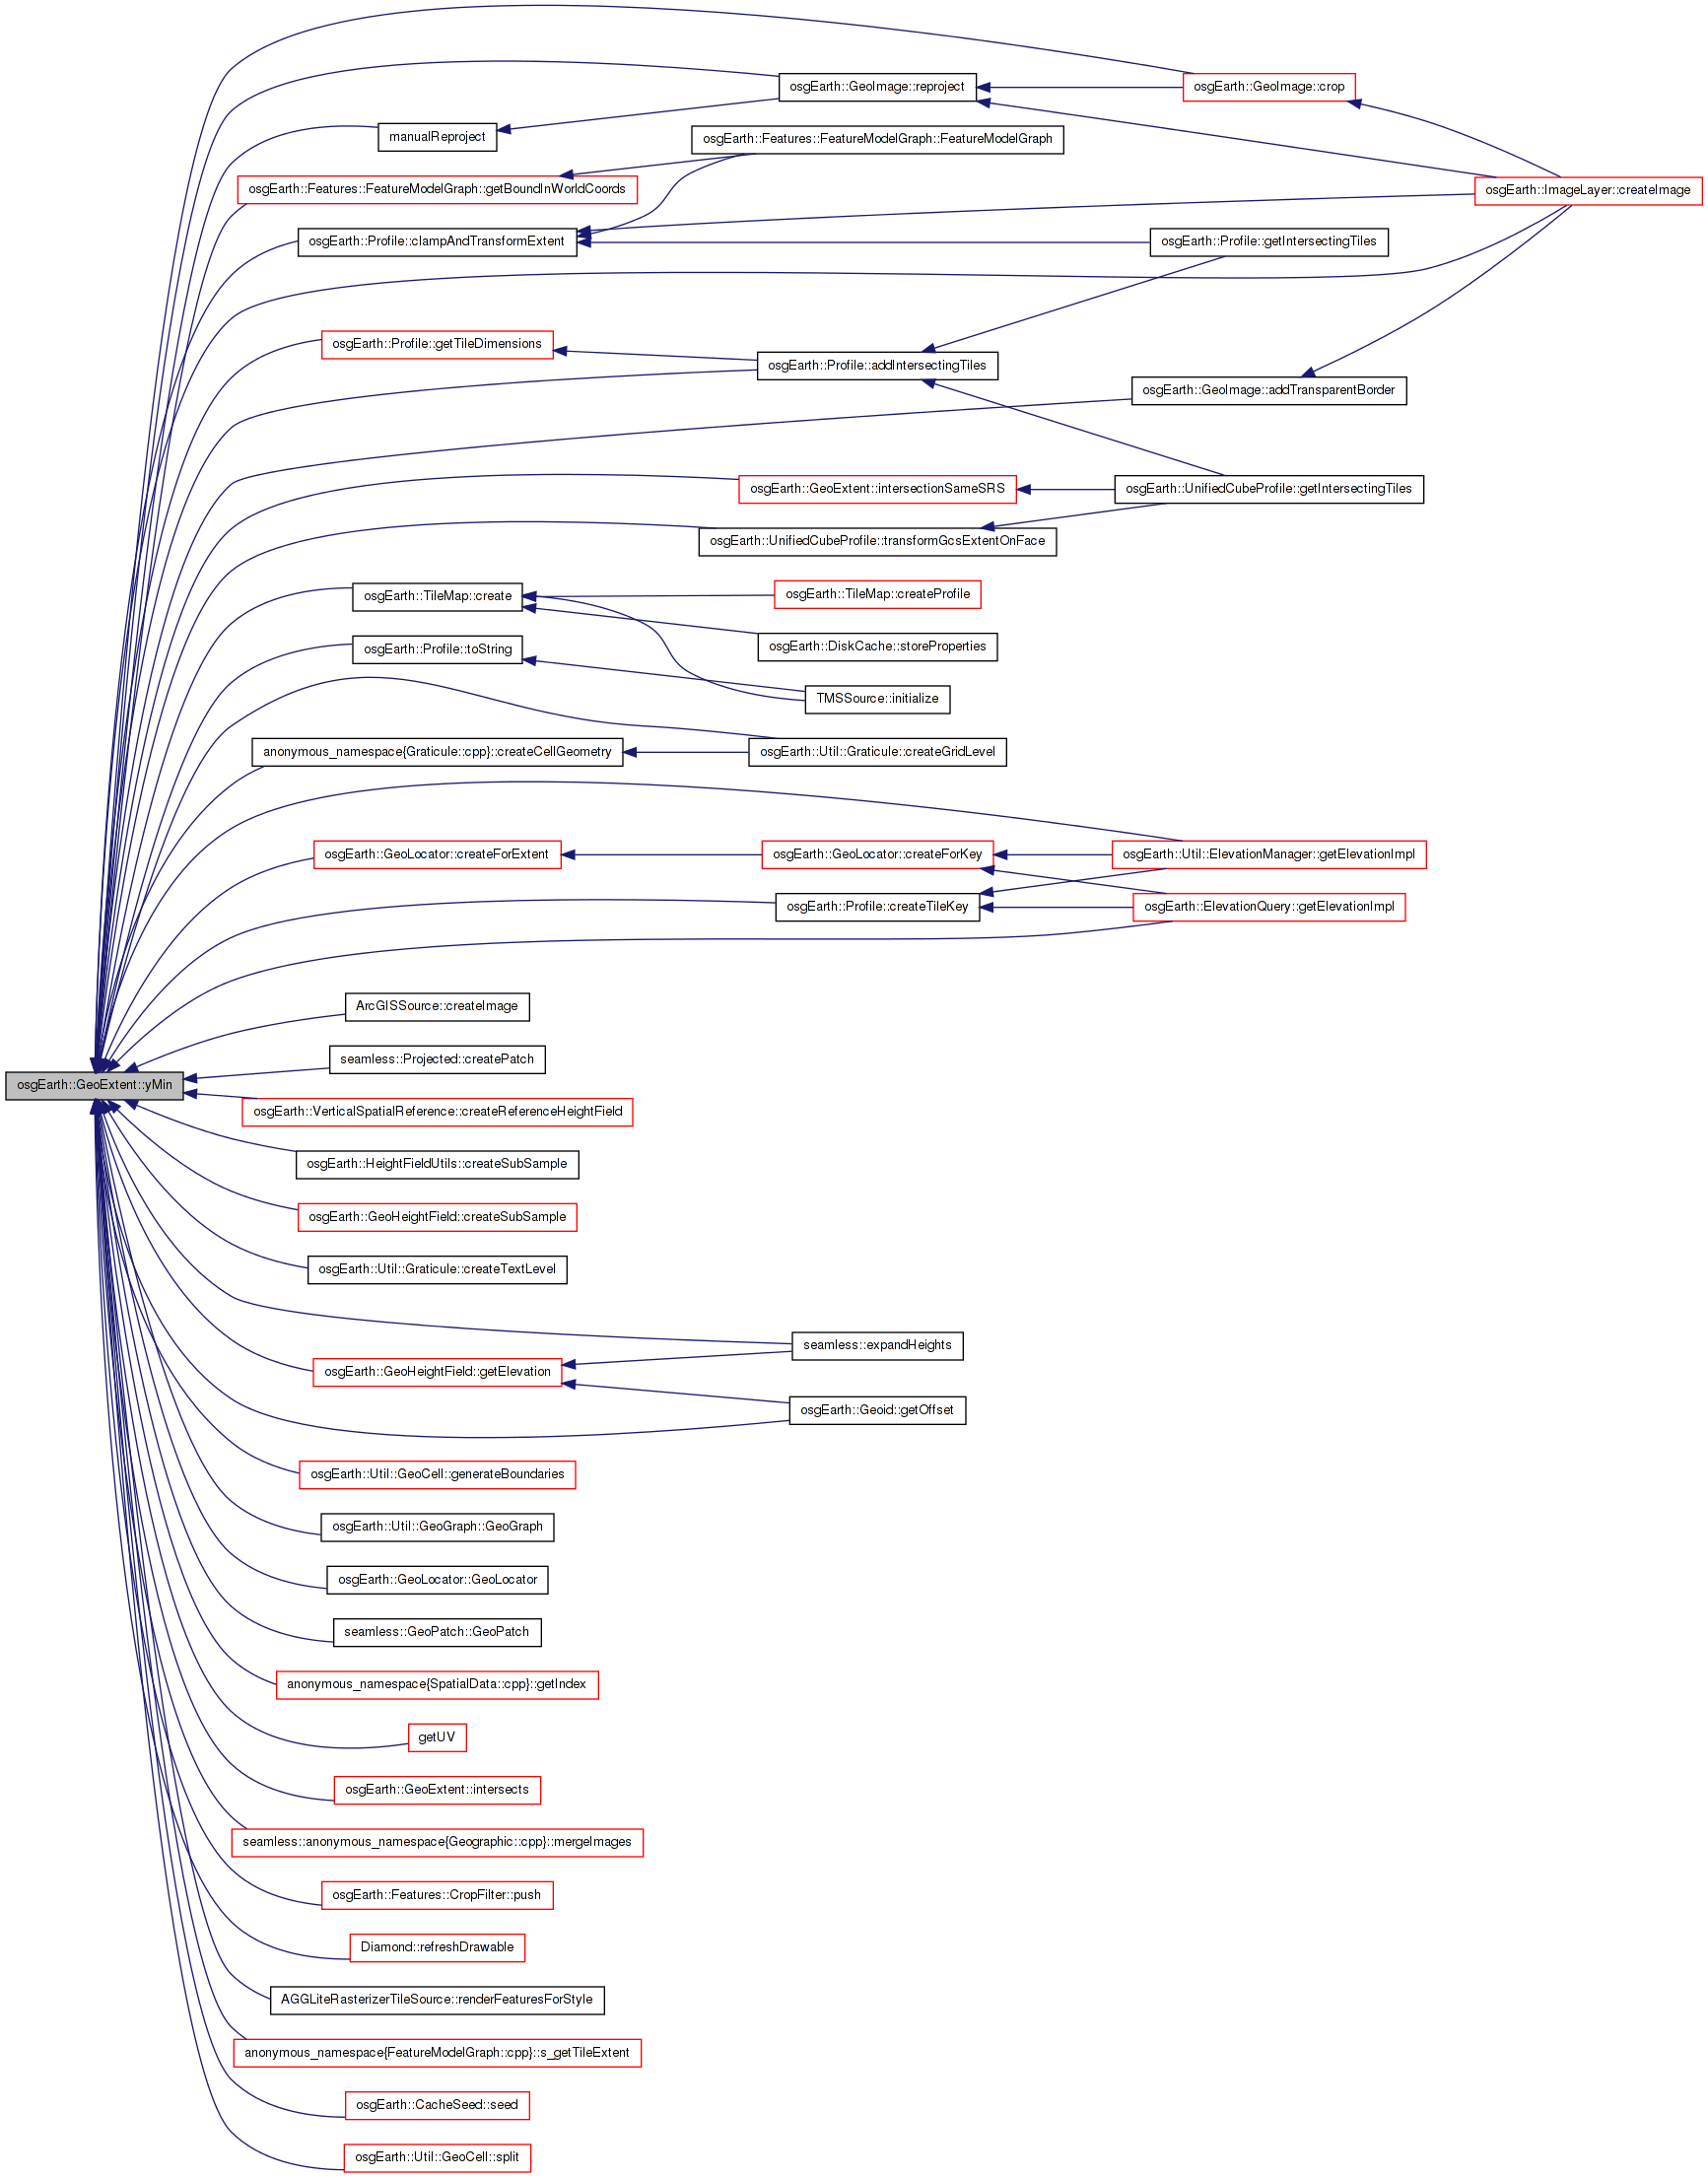 osgEarth::GeoImage::reproject
osgEarth::GeoImage::crop
manualReproject
osgEarth::Features::FeatureModelGraph::FeatureModelGraph
osgEarth::Features::FeatureModelGraph::getBoundInWorldCoords
osgEarth::ImageLayer::createImage
osgEarth::Profile::clampAndTransformExtent
osgEarth::Profile::getIntersectingTiles
osgEarth::Profile::getTileDimensions
osgEarth::Profile::addIntersectingTiles
osgEarth::GeoImage::addTransparentBorder
osgEarth::GeoExtent::intersectionSameSRS
osgEarth::UnifiedCubeProfile::getIntersectingTiles
osgEarth::UnifiedCubeProfile::transformGcsExtentOnFace
osgEarth::TileMap::create
osgEarth::TileMap::createProfile
osgEarth::Profile::toString
osgEarth::DiskCache::storeProperties
TMSSource::initialize
anonymous_namespace{Graticule::cpp}::createCellGeometry
osgEarth::Util::Graticule::createGridLevel
osgEarth::GeoLocator::createForExtent
osgEarth::GeoLocator::createForKey
osgEarth::Util::ElevationManager::getElevationImpl
osgEarth::Profile::createTileKey
osgEarth::ElevationQuery::getElevationImpl
ArcGISSource::createImage
seamless::Projected::createPatch
osgEarth::GeoExtent::yMin
osgEarth::VerticalSpatialReference::createReferenceHeightField
osgEarth::HeightFieldUtils::createSubSample
osgEarth::GeoHeightField::createSubSample
osgEarth::Util::Graticule::createTextLevel
seamless::expandHeights
osgEarth::GeoHeightField::getElevation
osgEarth::Geoid::getOffset
osgEarth::Util::GeoCell::generateBoundaries
osgEarth::Util::GeoGraph::GeoGraph
osgEarth::GeoLocator::GeoLocator
seamless::GeoPatch::GeoPatch
anonymous_namespace{SpatialData::cpp}::getIndex
getUV
osgEarth::GeoExtent::intersects
seamless::anonymous_namespace{Geographic::cpp}::mergeImages
osgEarth::Features::CropFilter::push
Diamond::refreshDrawable
AGGLiteRasterizerTileSource::renderFeaturesForStyle
anonymous_namespace{FeatureModelGraph::cpp}::s_getTileExtent
osgEarth::CacheSeed::seed
osgEarth::Util::GeoCell::split